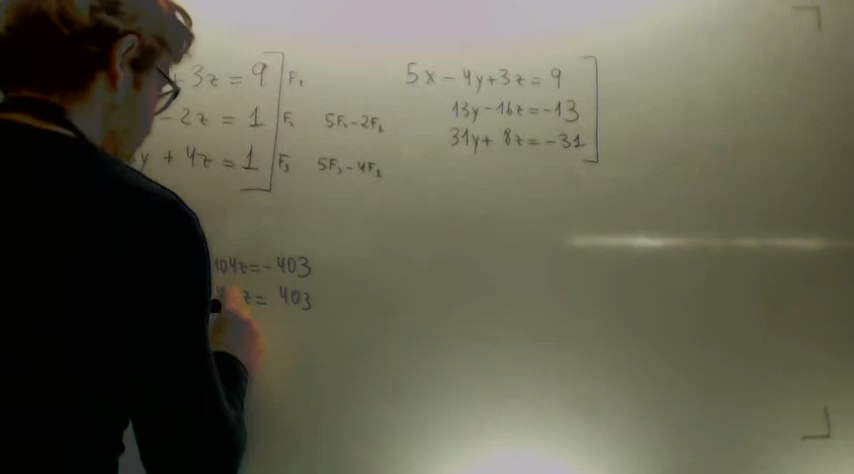 + 3z = 9 F₁
- 2z = 1 F₂ 5F₂-2F₁
y + 4z = 1 F₃ 5F₃-4F₁
5x - 4y + 3z = 9
13y - 16z = -13
31y + 8z = -31
104z = -403
z = 403